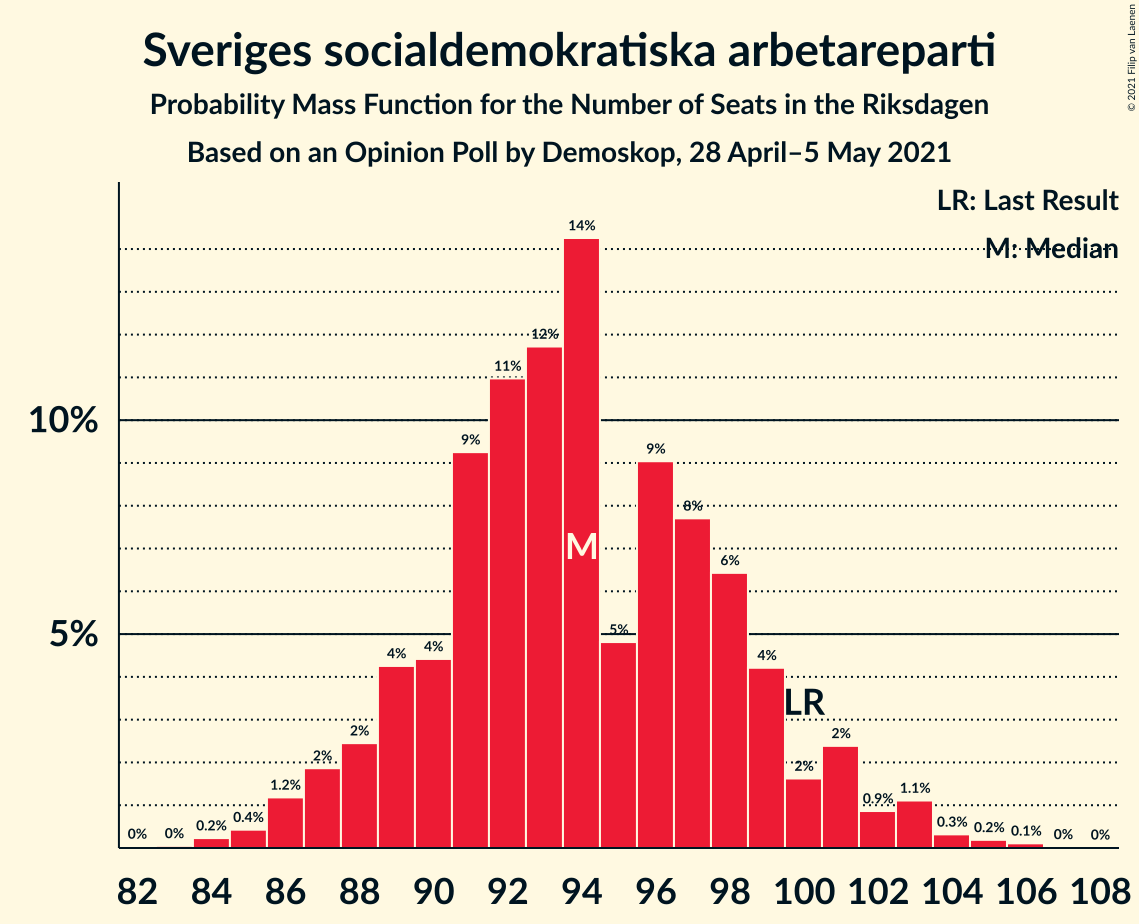 Sveriges socialdemokratiska arbetareparti
Probability Mass Function for the Number of Seats in the Riksdagen
Based on an Opinion Poll by Demoskop, 28 April–5 May 2021
© 2021 Filip van Laenen
LR: Last Result
M: Median
10%
5%
0% 0% 0.2% 0.4% 1.2% 2% 2% 4% 4% 9% 11% 12% 14% 5% 9% 8% 6% 4% 2% 2% 0.9% 1.1% 0.3% 0.2% 0.1% 0% 0%
M
LR
82 84 86 88 90 92 94 96 98 100 102 104 106 108